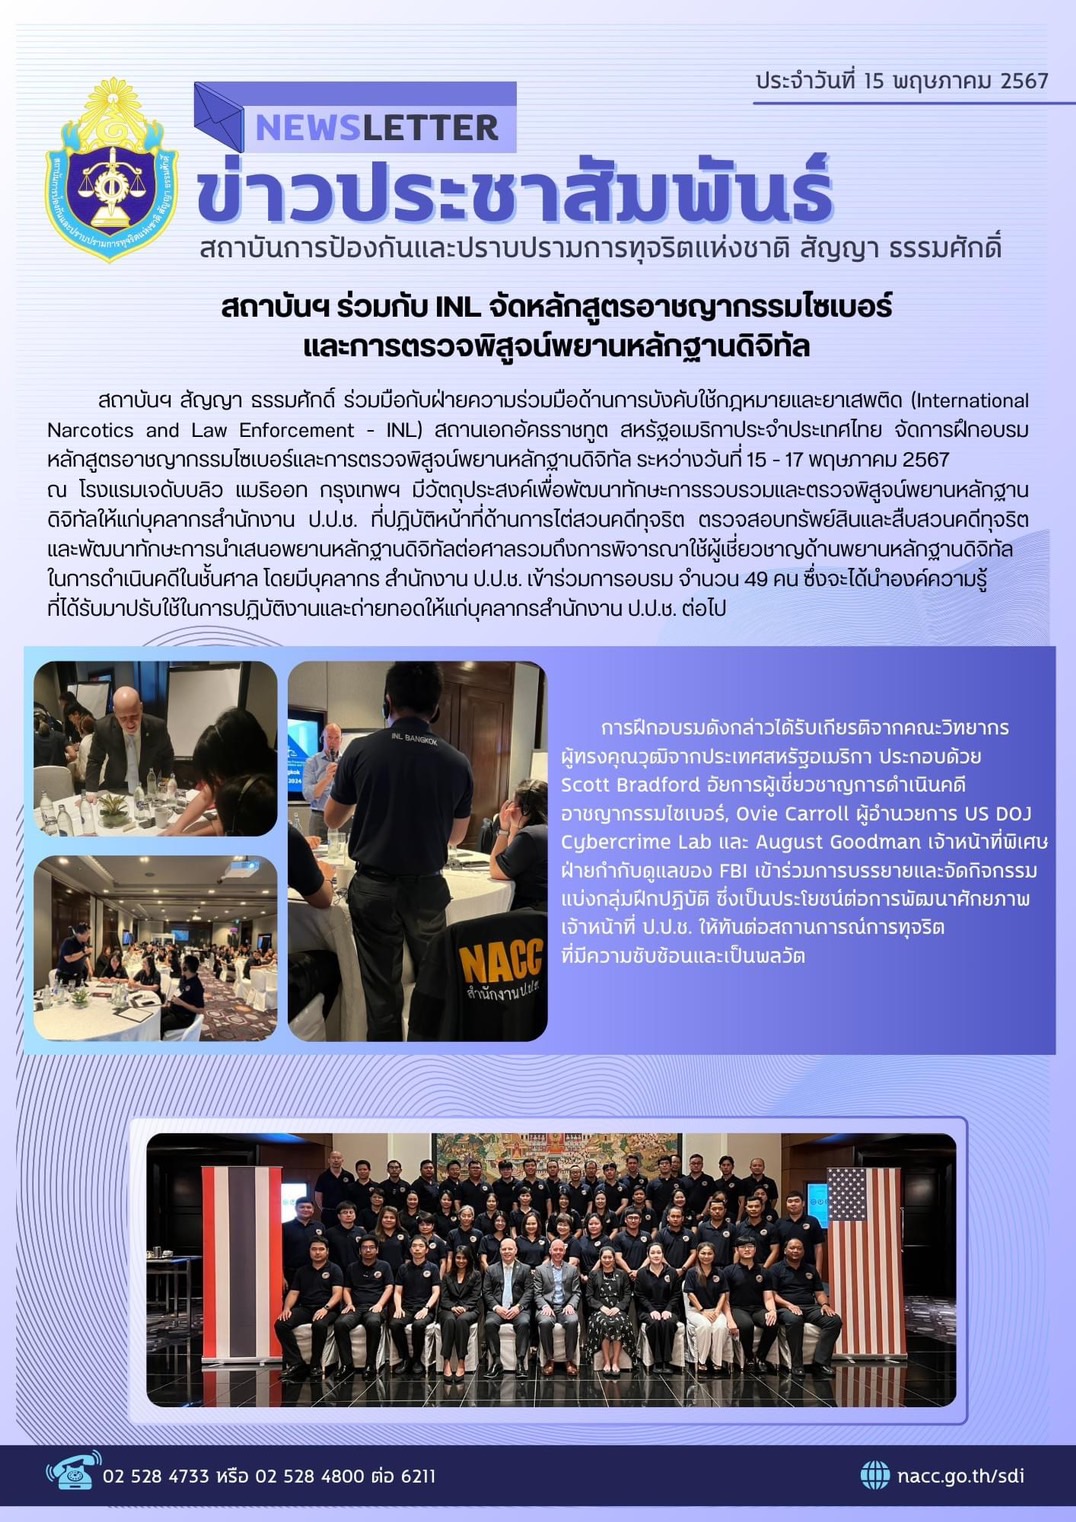 ประจำวันที่ 15 พฤษภาคม 2567
NEWSLETTER
ข่าวประชาสัมพันธ์
สถาบันการป้องกันและปราบปรามการทุจริตแห่งชาติ สัญญา ธรรมศักดิ์
สถาบันการป้องกันและปราบปรามการทุจริตแห่งชาติ สัญญา ธรรมศักดิ์
สถาบันฯ ร่วมกับ INL จัดหลักสูตรอาชญากรรมไซเบอร์
และการตรวจพิสูจน์พยานหลักฐานดิจิทัล
สถาบันฯ สัญญา ธรรมศักดิ์ ร่วมมือกับฝ่ายความร่วมมือด้านการบังคับใช้กฎหมายและยาเสพติด (International
Narcotics and Law Enforcement - INL) สถานเอกอัครราชทูต สหรัฐอเมริกาประจำประเทศไทย จัดการฝึกอบรม
หลักสูตรอาชญากรรมไซเบอร์และการตรวจพิสูจน์พยานหลักฐานดิจิทัล ระหว่างวันที่ 15 - 17 พฤษภาคม 2567
ณ โรงแรมเจดับบลิว แมริออท กรุงเทพฯ มีวัตถุประสงค์เพื่อพัฒนาทักษะการรวบรวมและตรวจพิสูจน์พยานหลักฐาน
ดิจิทัลให้แก่บุคลากรสำนักงาน ป.ป.ช. ที่ปฏิบัติหน้าที่ด้านการไต่สวนคดีทุจริต ตรวจสอบทรัพย์สินและสืบสวนคดีทุจริต
และพัฒนาทักษะการนำเสนอพยานหลักฐานดิจิทัลต่อศาลรวมถึงการพิจารณาใช้ผู้เชี่ยวชาญด้านพยานหลักฐานดิจิทัล
ในการดำเนินคดีในชั้นศาล โดยมีบุคลากร สำนักงาน ป.ป.ช. เข้าร่วมการอบรม จำนวน 49 คน ซึ่งจะได้นำองค์ความรู้
ที่ได้รับมาปรับใช้ในการปฏิบัติงานและถ่ายทอดให้แก่บุคลากรสำนักงาน ป.ป.ช. ต่อไป
INL BANGKOK
NACC
สำนักงาน ป.ป.ช.
การฝึกอบรมดังกล่าวได้รับเกียรติจากคณะวิทยากร
ผู้ทรงคุณวุฒิจากประเทศสหรัฐอเมริกา ประกอบด้วย
Scott Bradford อัยการผู้เชี่ยวชาญการดำเนินคดี
อาชญากรรมไซเบอร์, Ovie Carroll ผู้อำนวยการ US DOJ
Cybercrime Lab และ August Goodman เจ้าหน้าที่พิเศษ
ฝ่ายกำกับดูแลของ FBI เข้าร่วมการบรรยายและจัดกิจกรรม
แบ่งกลุ่มฝึกปฏิบัติ ซึ่งเป็นประโยชน์ต่อการพัฒนาศักยภาพ
เจ้าหน้าที่ ป.ป.ช. ให้ทันต่อสถานการณ์การทุจริต
ที่มีความซับซ้อนและเป็นพลวัต
02 528 4733 หรือ 02 528 4800 ต่อ 6211
nacc.go.th/sdi